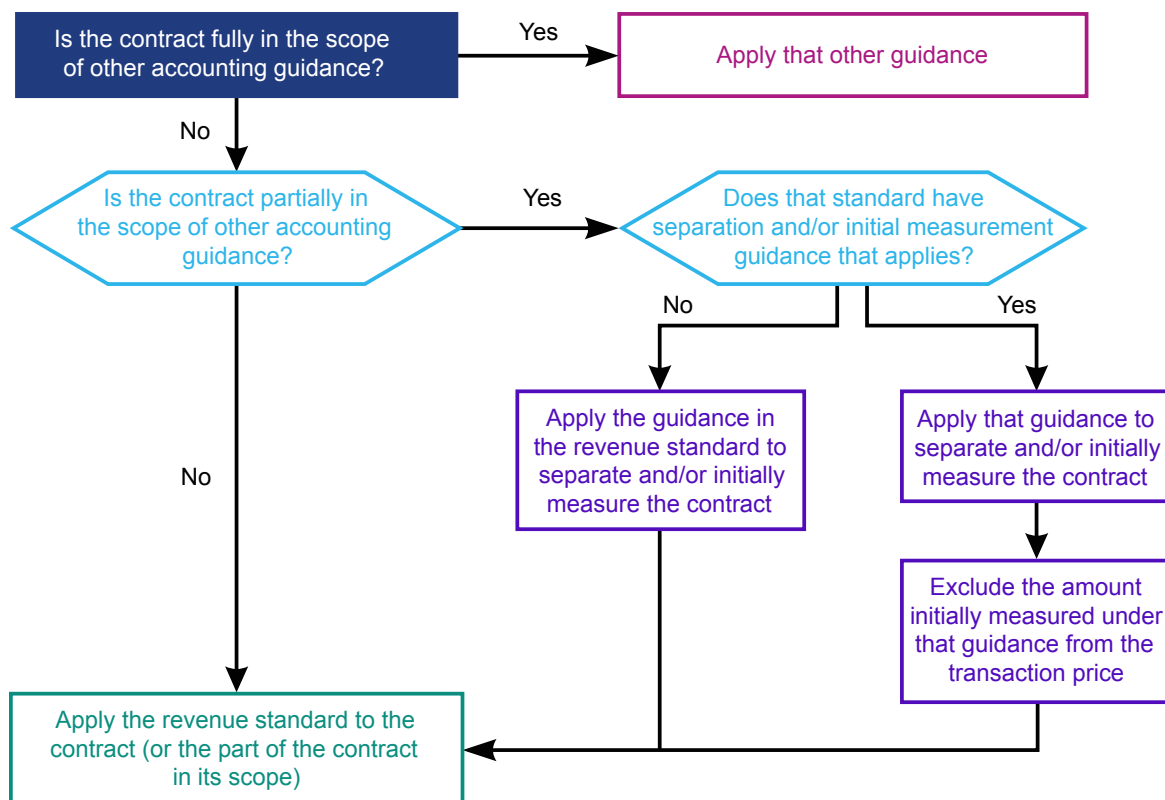 Is the contract fully in the scope
of other accounting guidance?
Yes
Apply that other guidance
No
Is the contract partially in
the scope of other accounting
guidance?
Yes
Does that standard have
separation and/or initial measurement
guidance that applies?
No
Yes
Apply the guidance in
the revenue standard to
separate and/or initially
measure the contract
Apply that guidance to
separate and/or initially
measure the contract
No
Exclude the amount
initially measured under
that guidance from the
transaction price
Apply the revenue standard to the
contract (or the part of the contract
in its scope)